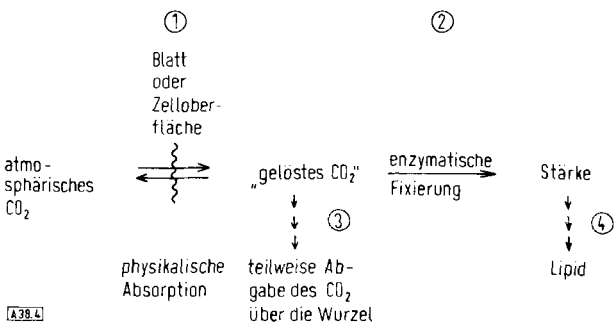 ① ②
Blatt
oder
Zellober-
fläche
atmo-
sphärisches
CO₂
„gelöstes CO₂"
enzymatische
Fixierung
Stärke
③
④
physikalische
Absorption
teilweise Ab-
gabe des CO₂
über die Wurzel
Lipid
A38.4